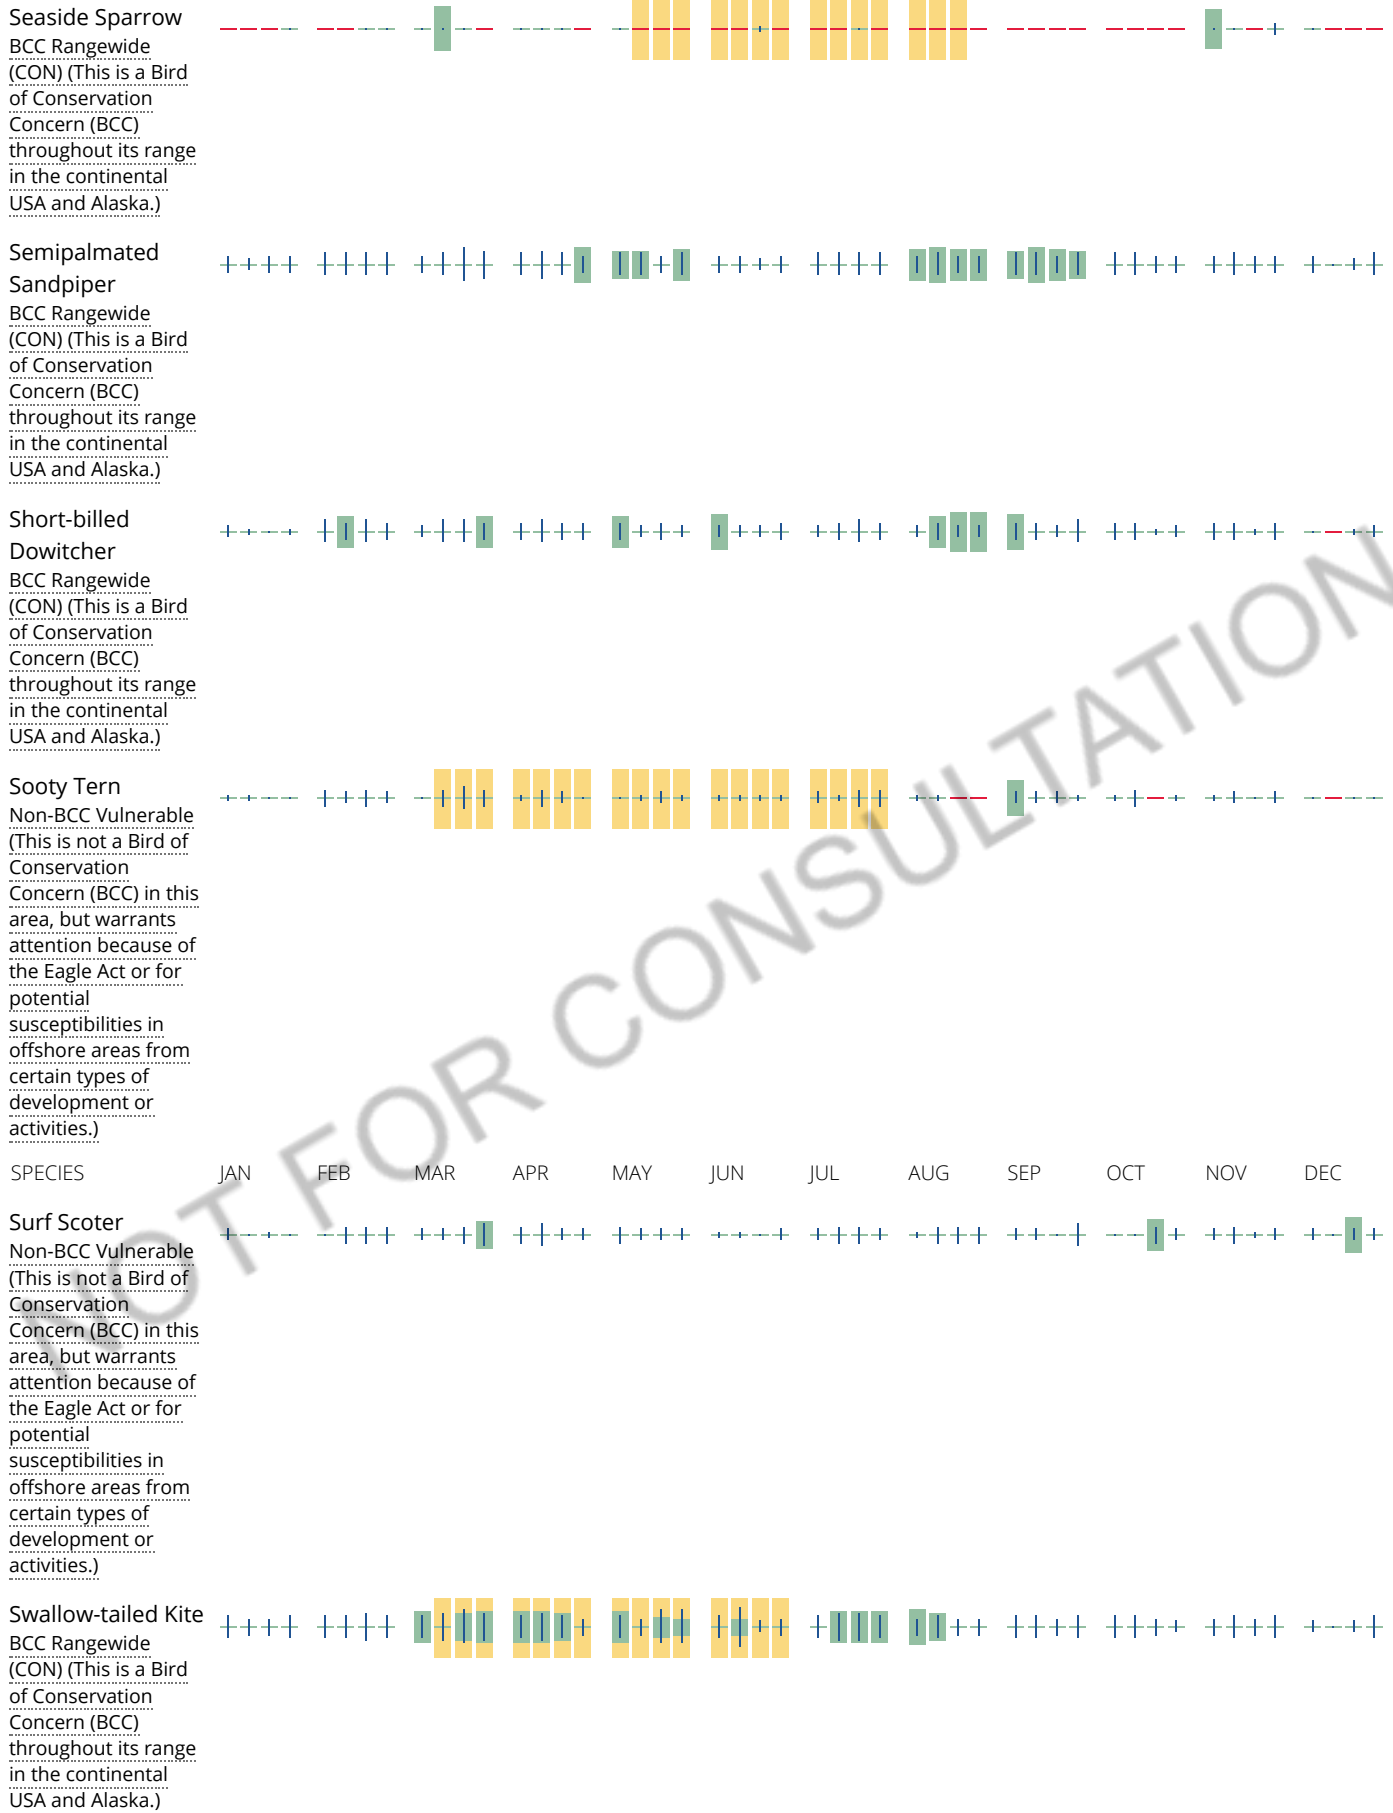 Seaside Sparrow
BCC Rangewide
(CON) (This is a Bird
of Conservation
Concern (BCC)
throughout its range
in the continental
USA and Alaska.)
Semipalmated
Sandpiper
BCC Rangewide
(CON) (This is a Bird
of Conservation
Concern (BCC)
throughout its range
in the continental
USA and Alaska.)
Short-billed
Dowitcher
BCC Rangewide
(CON) (This is a Bird
of Conservation
Concern (BCC)
throughout its range
in the continental
USA and Alaska.)
Sooty Tern
Non-BCC Vulnerable
(This is not a Bird of
Conservation
Concern (BCC) in this
area, but warrants
attention because of
the Eagle Act or for
potential
susceptibilities in
offshore areas from
certain types of
development or
activities.)
SPECIES JAN FEB MAR APR MAY JUN JUL AUG SEP OCT NOV DEC
Surf Scoter
Non-BCC Vulnerable
(This is not a Bird of
Conservation
Concern (BCC) in this
area, but warrants
attention because of
the Eagle Act or for
potential
susceptibilities in
offshore areas from
certain types of
development or
activities.)
Swallow-tailed Kite
BCC Rangewide
(CON) (This is a Bird
of Conservation
Concern (BCC)
throughout its range
in the continental
USA and Alaska.)
NOT FOR CONSULTATION